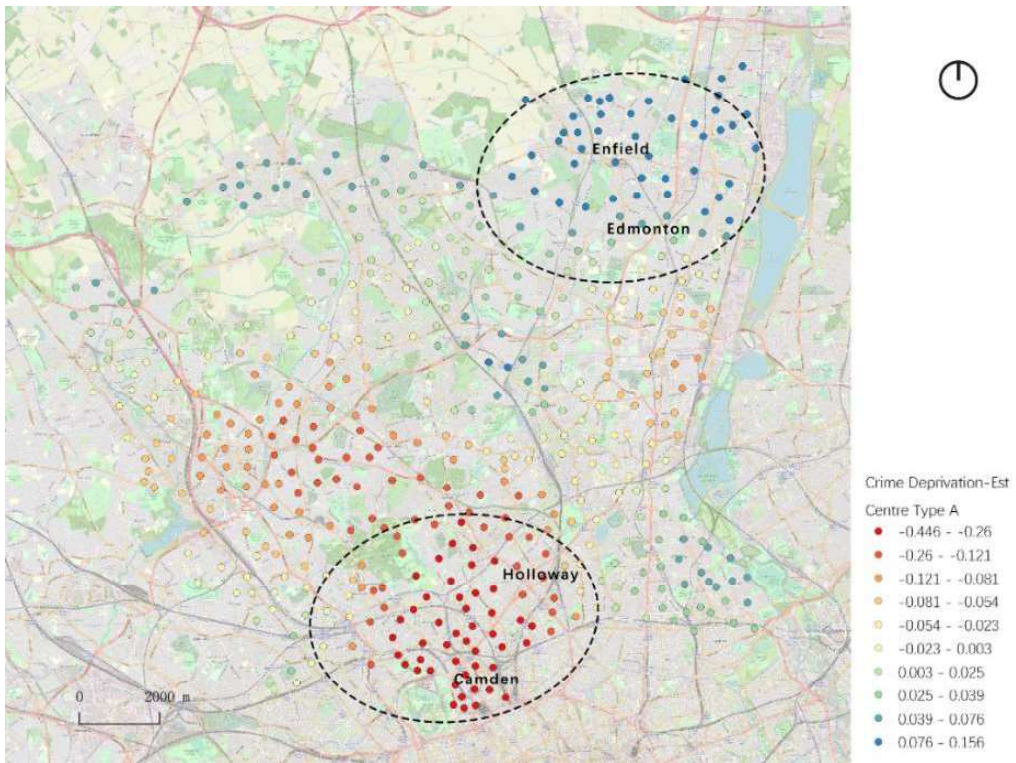 Enfield
Edmonton
Holloway
Camden
0 2000 m
Crime Deprivation-Est
Centre Type A
-0.446 - -0.26
-0.26 - -0.121
-0.121 - -0.081
-0.081 - -0.054
-0.054 - -0.023
-0.023 - 0.003
0.003 - 0.025
0.025 - 0.039
0.039 - 0.076
0.076 - 0.156